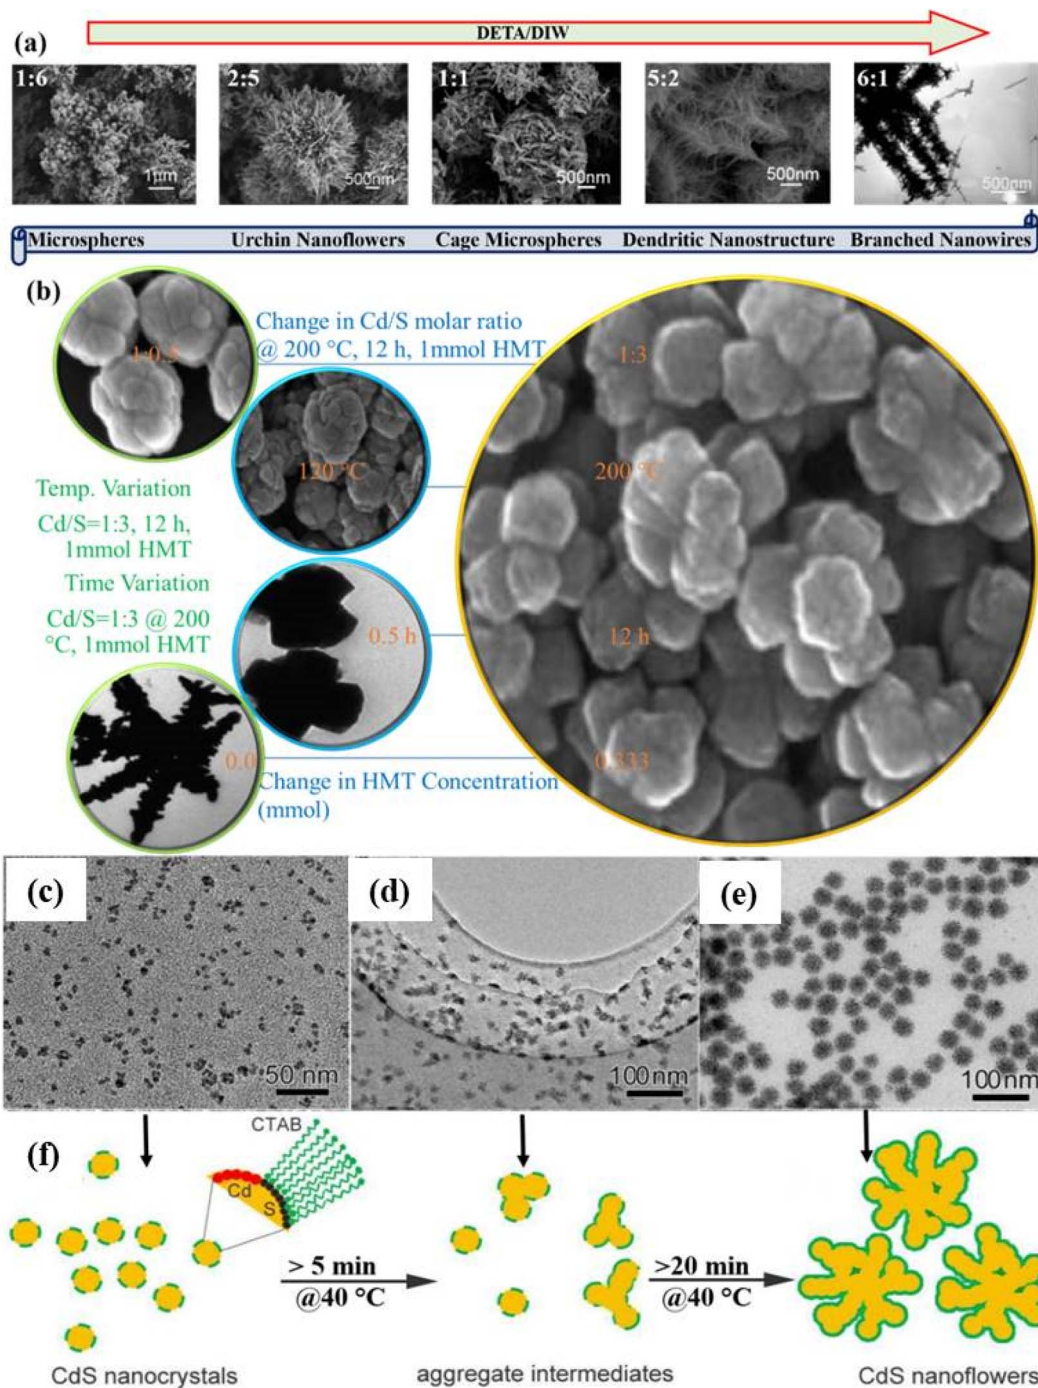 (a)
DETA/DIW
1:6
2:5
1:1
5:2
6:1
1μm
500nm
500nm
500nm
500nm
Microspheres
Urchin Nanoflowers
Cage Microspheres
Dendritic Nanostructure
Branched Nanowires
(b)
Change in Cd/S molar ratio
@ 200 °C, 12 h, 1mmol HMT
1:0.5
1:3
120 °C
200 °C
Temp. Variation
Cd/S=1:3, 12 h,
1mmol HMT
Time Variation
Cd/S=1:3 @ 200
°C, 1mmol HMT
0.5 h
12 h
0.0
0.333
Change in HMT Concentration
(mmol)
(c)
50 nm
(d)
100nm
(e)
100nm
(f)
CTAB
Cd
S
> 5 min
@40 °C
>20 min
@40 °C
CdS nanocrystals
aggregate intermediates
CdS nanoflowers